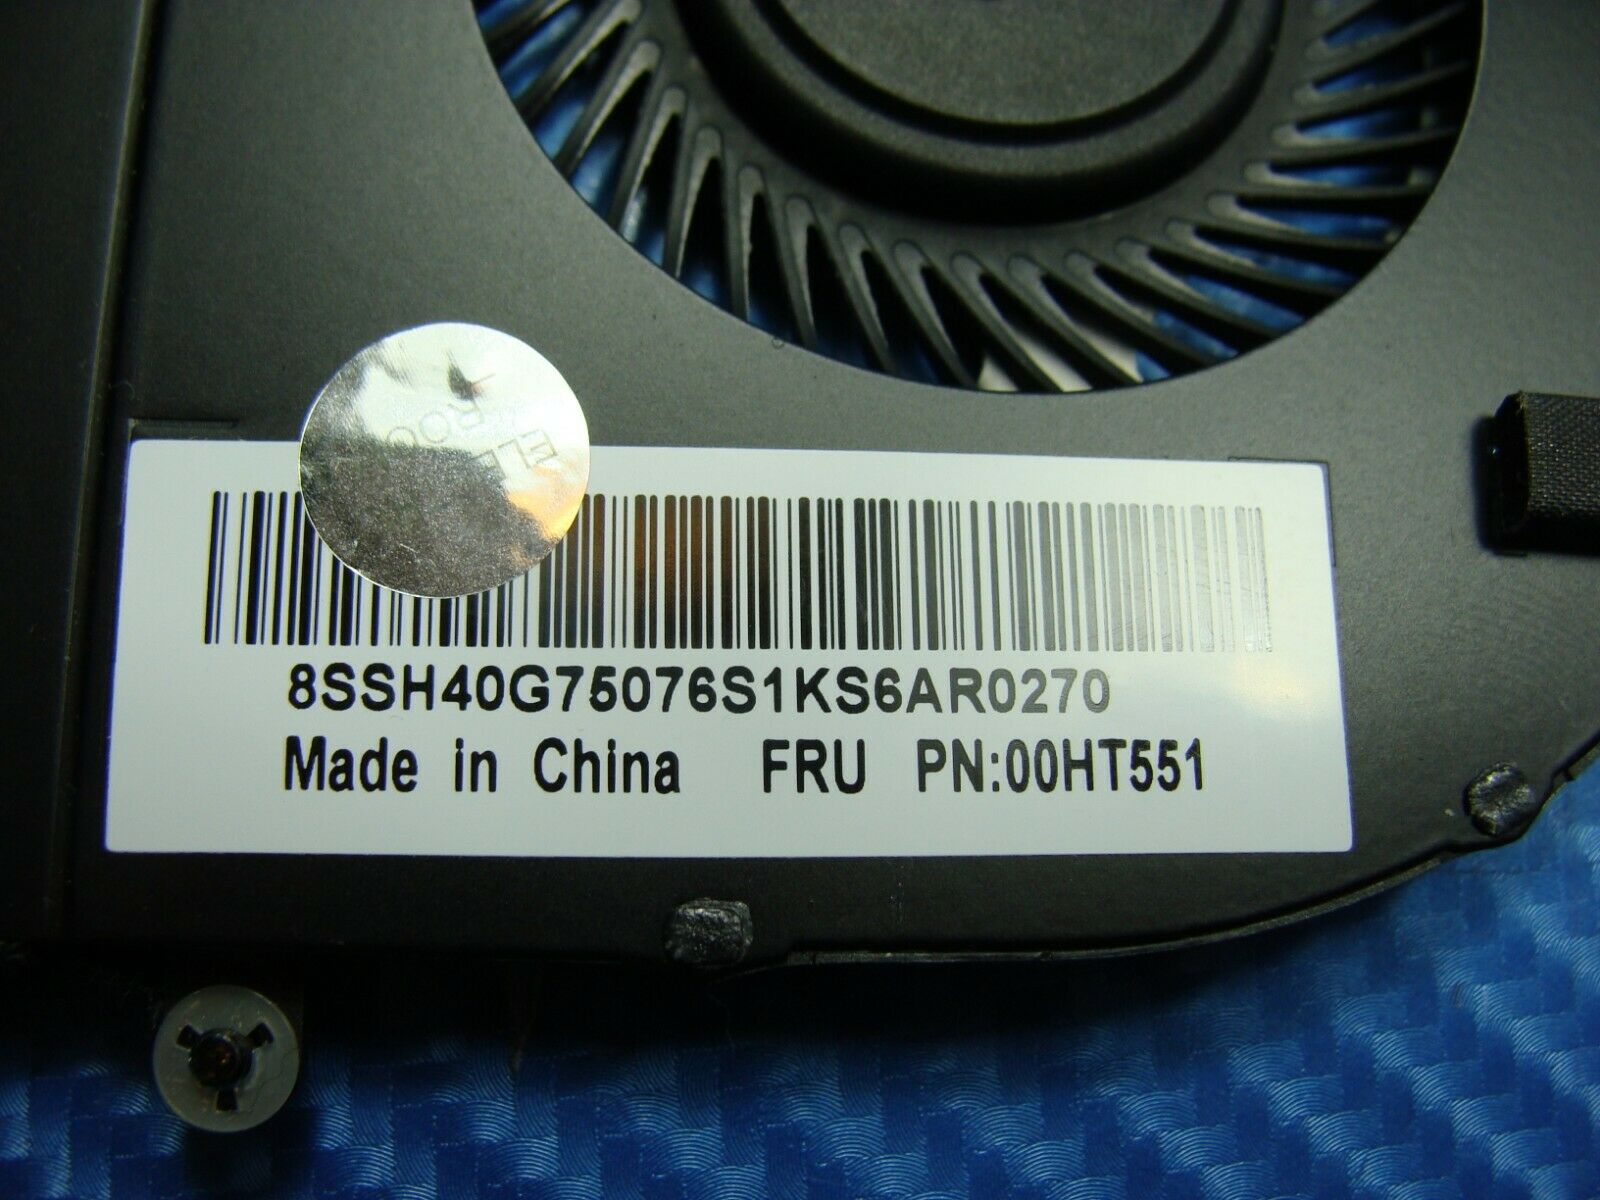 8SSH40G75076S1KS6AR0270
Made in China FRU PN:00HT551